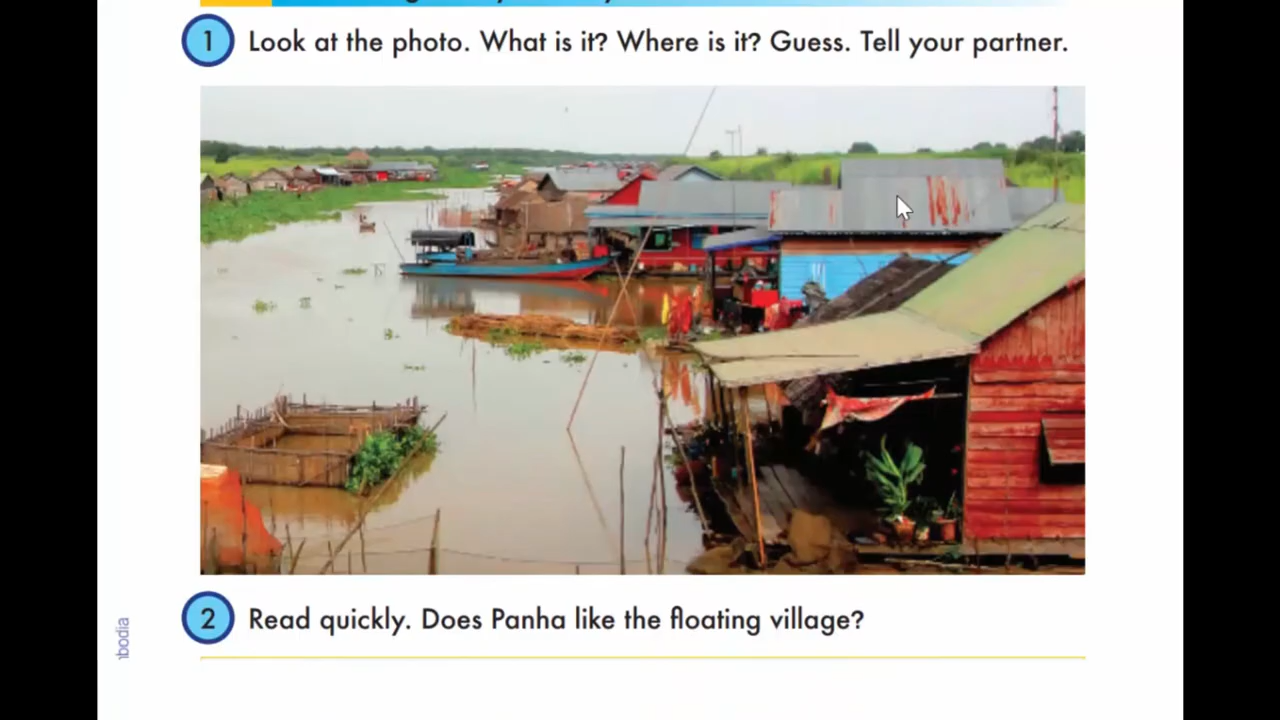 1 Look at the photo. What is it? Where is it? Guess. Tell your partner.
2 Read quickly. Does Panha like the floating village?
bodia